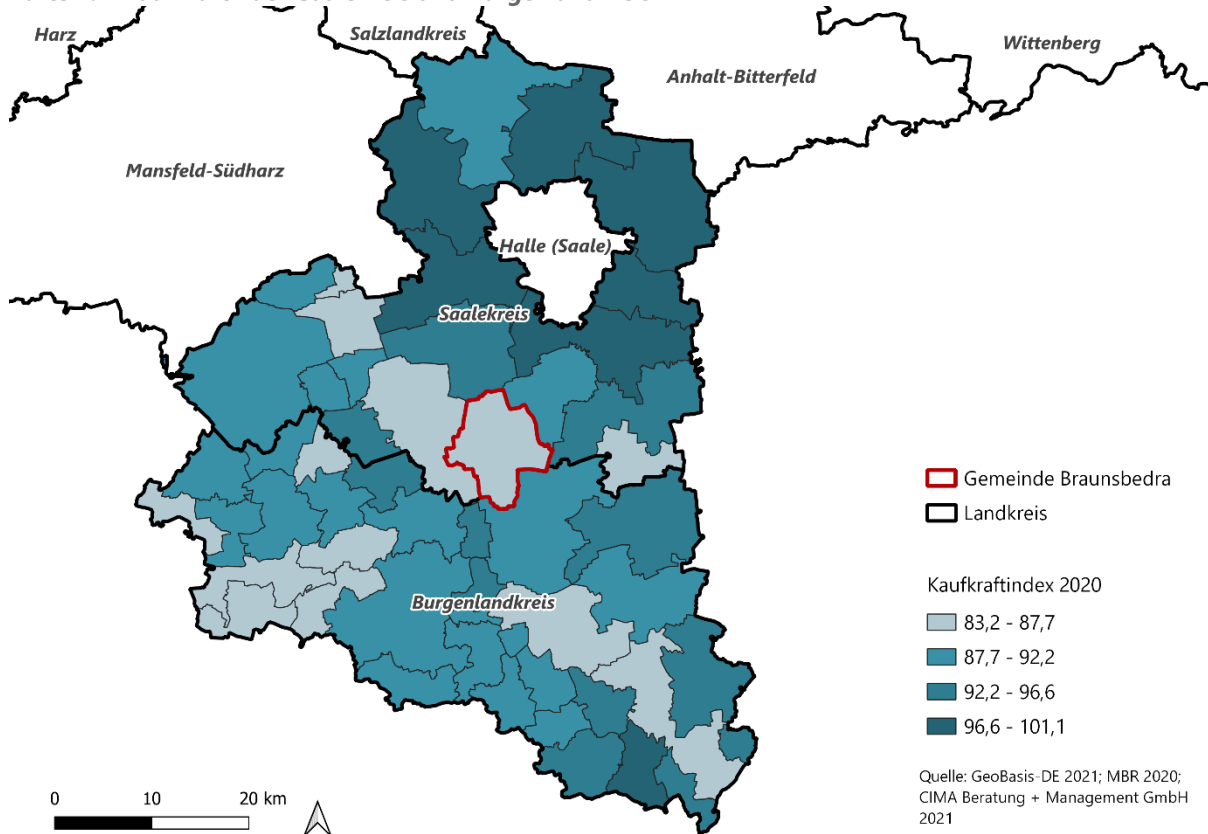 Harz
Salzlandkreis
Wittenberg
Anhalt-Bitterfeld
Mansfeld-Südharz
Halle (Saale)
Saalekreis
Burgenlandkreis
Gemeinde Braunsbedra
Landkreis
Kaufkraftindex 2020
83,2 - 87,7
87,7 - 92,2
92,2 - 96,6
96,6 - 101,1
Quelle: GeoBasis-DE 2021; MBR 2020;
CIMA Beratung + Management GmbH
2021
0 10 20 km